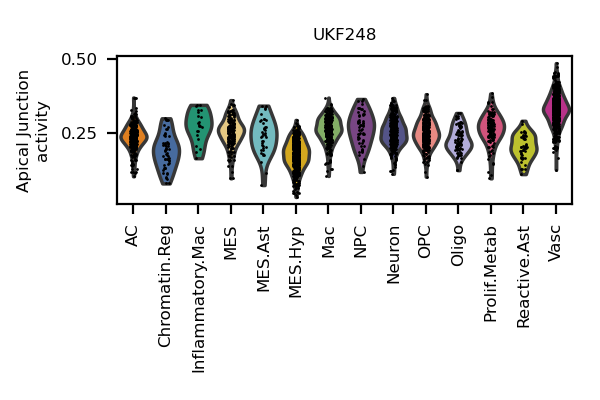 UKF248
Apical Junction
activity
0.50
0.25
AC
Chromatin.Reg
Inflammatory.Mac
MES
MES.Ast
MES.Hyp
Mac
NPC
Neuron
OPC
Oligo
Prolif.Metab
Reactive.Ast
Vasc